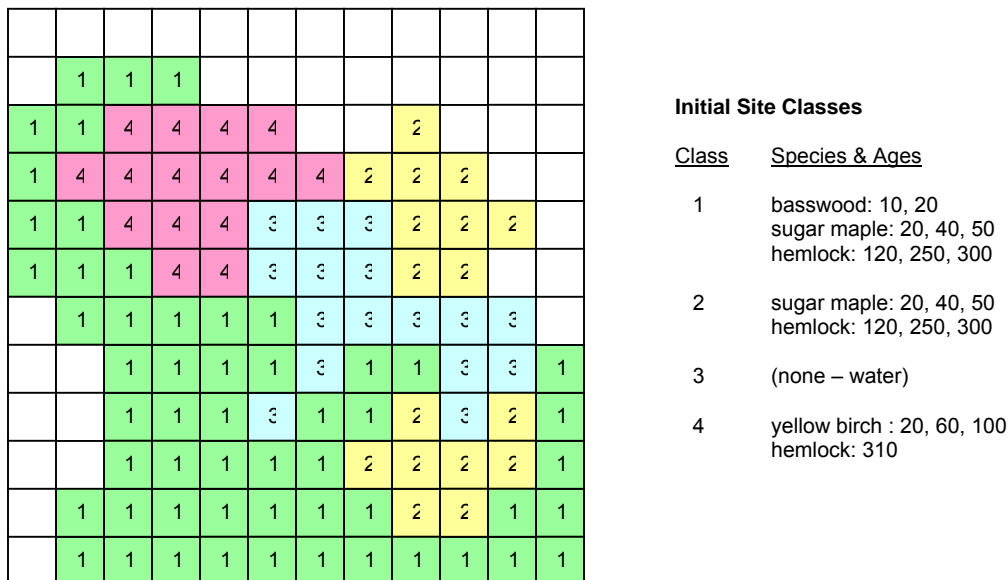 1 1 1
1 1 4 4 4 4 2
1 4 4 4 4 4 4 2 2 2
1 1 4 4 4 3 3 3 2 2 2
1 1 1 4 4 3 3 3 2 2
1 1 1 1 1 3 3 3 3 3
1 1 1 1 3 1 1 3 3 1
1 1 1 3 1 1 2 3 2 1
1 1 1 1 1 2 2 2 2 1
1 1 1 1 1 1 1 2 2 1 1
1 1 1 1 1 1 1 1 1 1 1
Initial Site Classes
Class Species & Ages
1 basswood: 10, 20
sugar maple: 20, 40, 50
hemlock: 120, 250, 300
2 sugar maple: 20, 40, 50
hemlock: 120, 250, 300
3 (none – water)
4 yellow birch : 20, 60, 100
hemlock: 310